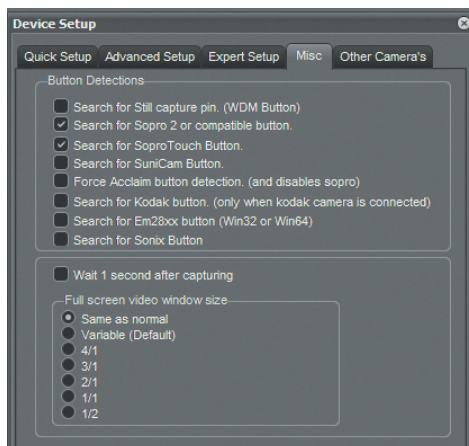 Device Setup
Quick Setup Advanced Setup Expert Setup Misc Other Camera's
Button Detections
Search for Still capture pin. (WDM Button)
Search for Sopro 2 or compatible button.
Search for SoproTouch Button.
Search for SuniCam Button.
Force Acclaim button detection. (and disables sopro)
Search for Kodak button. (only when kodak camera is connected)
Search for Em28xx button (Win32 or Win64)
Search for Sonix Button
Wait 1 second after capturing
Full screen video window size
Same as normal
Variable (Default)
4/1
3/1
2/1
1/1
1/2